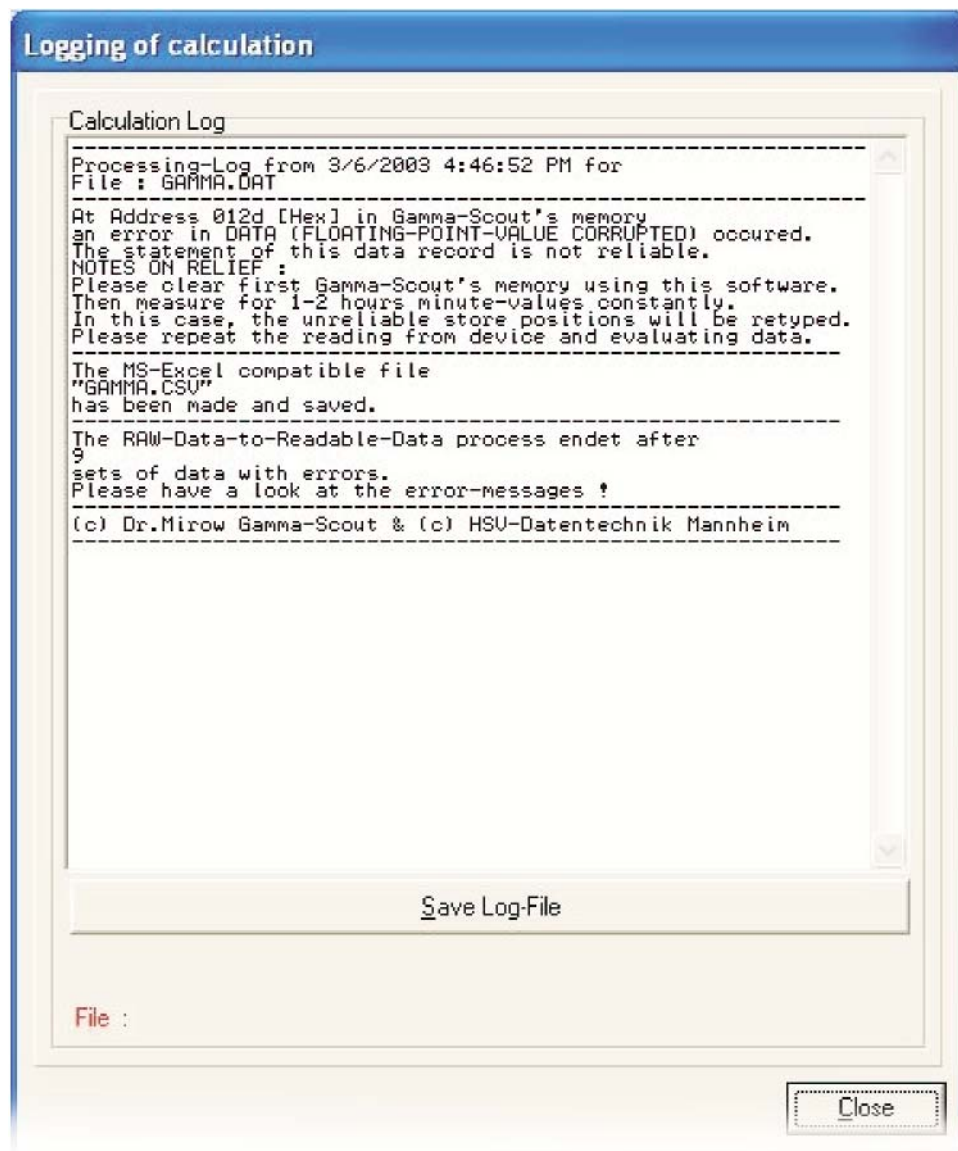 Logging of calculation
Calculation Log
--------------------------------------------------------------
Processing-Log from 3/6/2003 4:46:52 PM for
File : GAMMA.DAT
--------------------------------------------------------------
At Address 012d [Hex] in Gamma-Scout's memory
an error in DATA (FLOATING-POINT-VALUE CORRUPTED) occured.
The statement of this data record is not reliable.
NOTES ON RELIEF :
Please clear first Gamma-Scout's memory using this software.
Then measure for 1-2 hours minute-values constantly.
In this case, the unreliable store positions will be retyped.
Please repeat the reading from device and evaluating data.
------------------------------------------------------------
The MS-Excel compatible file
"GAMMA.CSV"
has been made and saved.
------------------------------------------------------------
The RAW-Data-to-Readable-Data process endet after
9
sets of data with errors.
Please have a look at the error-messages !
------------------------------------------------------------
(c) Dr.Mirow Gamma-Scout & (c) HSV-Datentechnik Mannheim
------------------------------------------------------------
Save Log-File
File :
Close